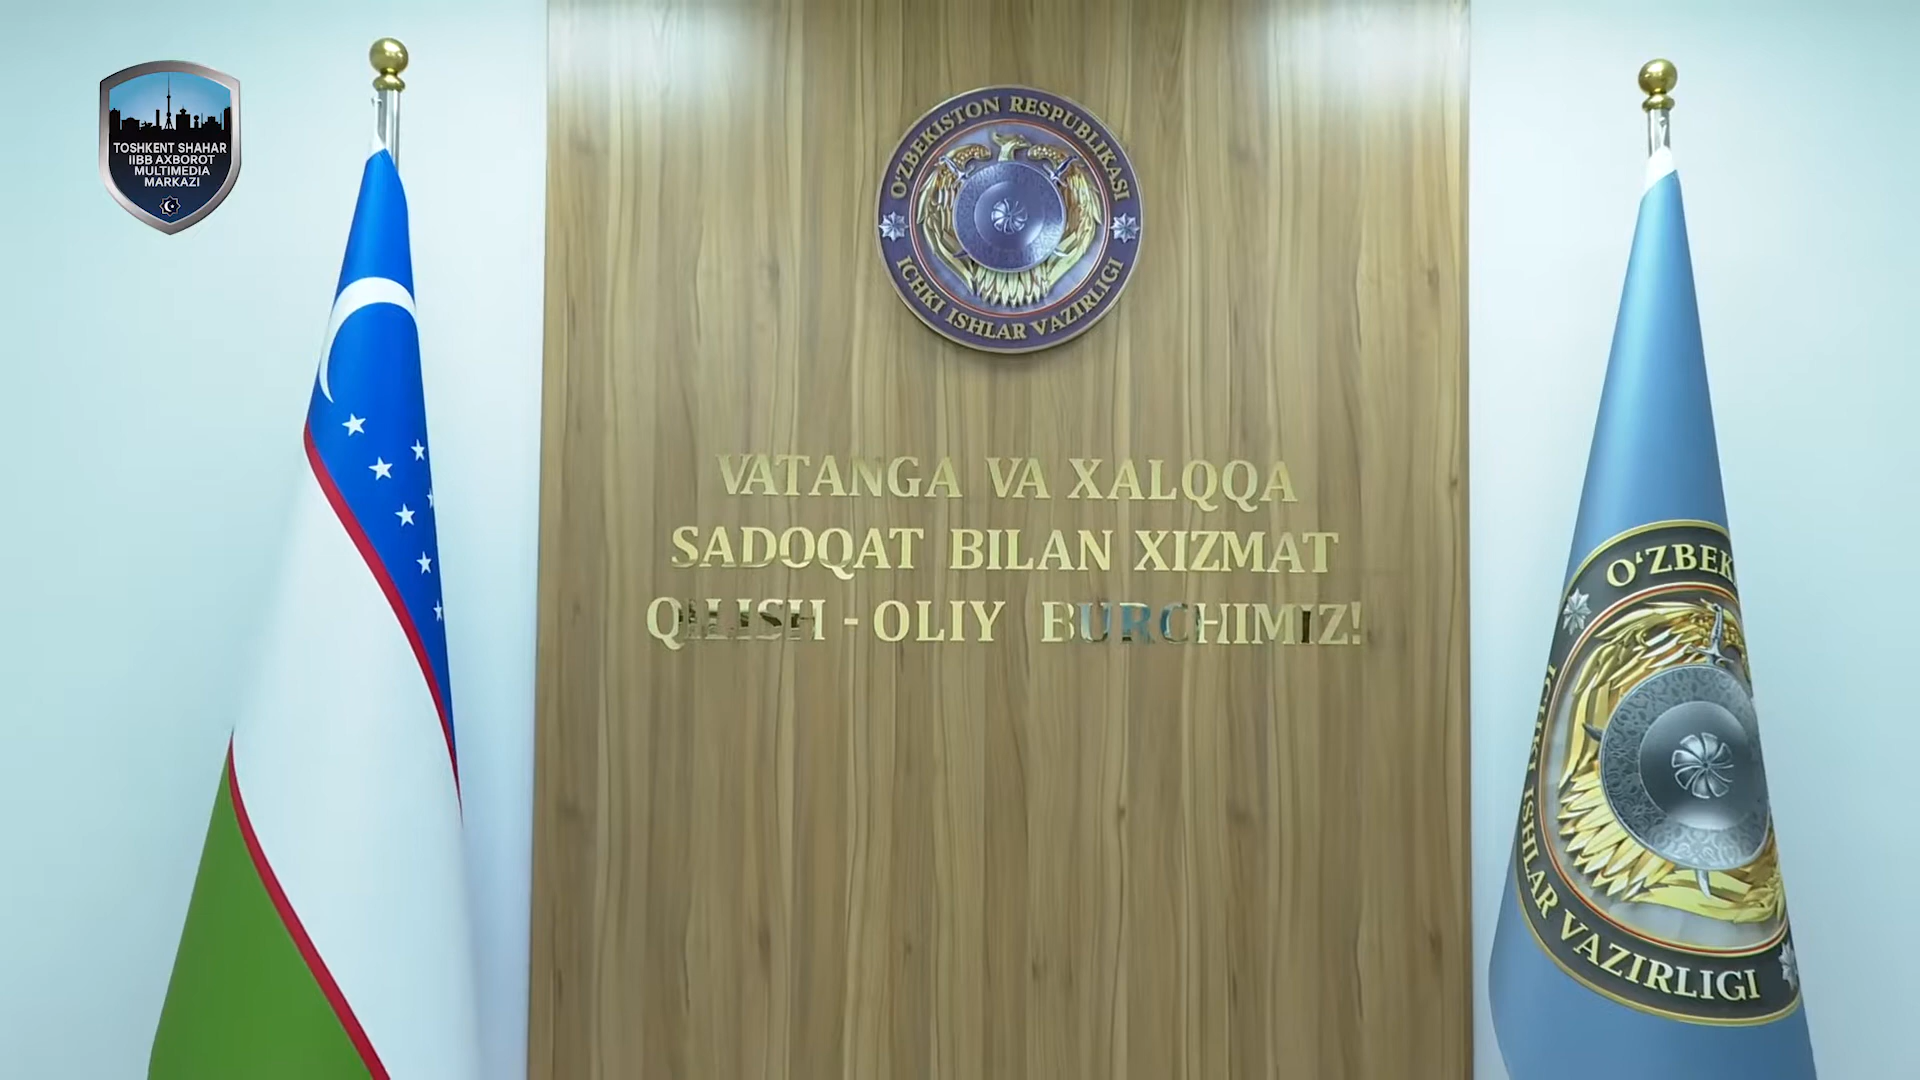 TOSHKENT SHAHAR
IIBB AXBOROT
MULTIMEDIA
MARKAZI
O'ZBEKISTON RESPUBLIKASI
ICHKI ISHLAR VAZIRLIGI
VATANGA VA XALQQA
SADOQAT BILAN XIZMAT
QILISH - OLIY BURCHIMIZ!
O'ZBEK
ICHKI ISHLAR VAZIRLIGI